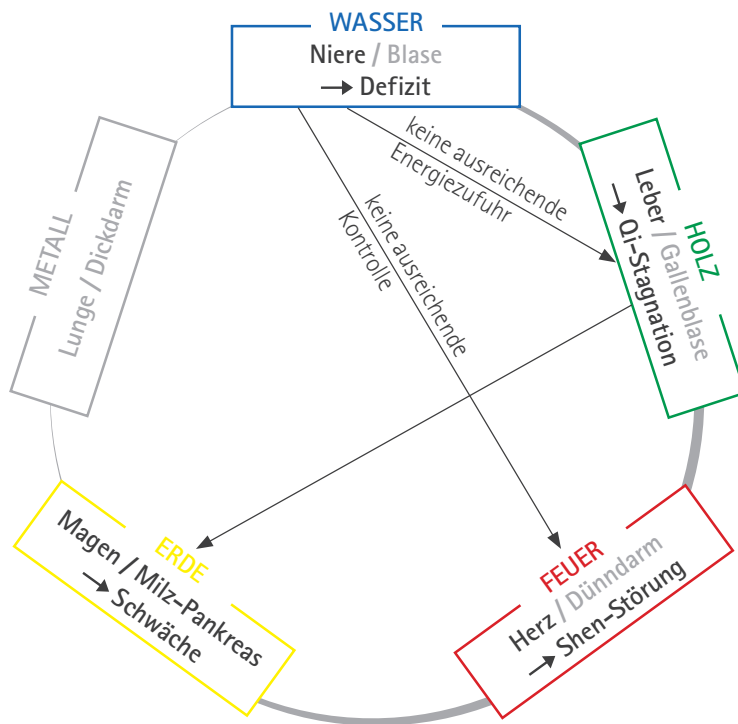 WASSER
Niere / Blase
→ Defizit
keine ausreichende
Energiezufuhr
keine ausreichende
Kontrolle
HOLZ
Leber / Gallenblase
→ Qi-Stagnation
METALL
Lunge / Dickdarm
ERDE
Magen / Milz-Pankreas
→ Schwäche
FEUER
Herz / Dünndarm
→ Shen-Störung